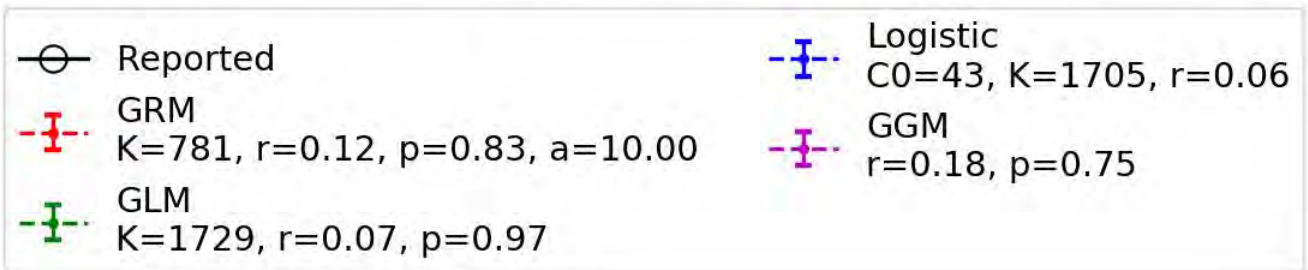 Reported
GRM
K=781, r=0.12, p=0.83, a=10.00
GLM
K=1729, r=0.07, p=0.97
Logistic
C0=43, K=1705, r=0.06
GGM
r=0.18, p=0.75